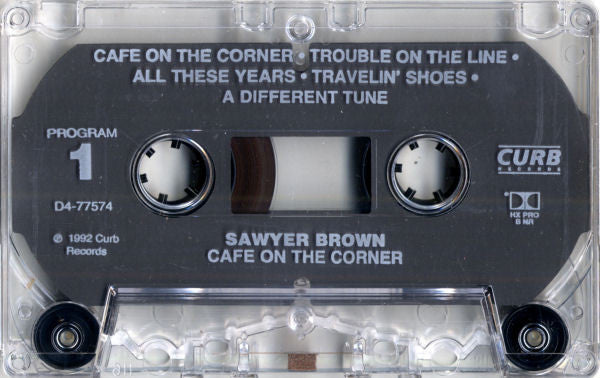 CAFE ON THE CORNER • TROUBLE ON THE LINE •
ALL THESE YEARS • TRAVELIN' SHOES •
A DIFFERENT TUNE
PROGRAM
1
D4-77574
℗ 1992 Curb
Records
CURB
RECORDS
HX PRO
B NR
SAWYER BROWN
CAFE ON THE CORNER